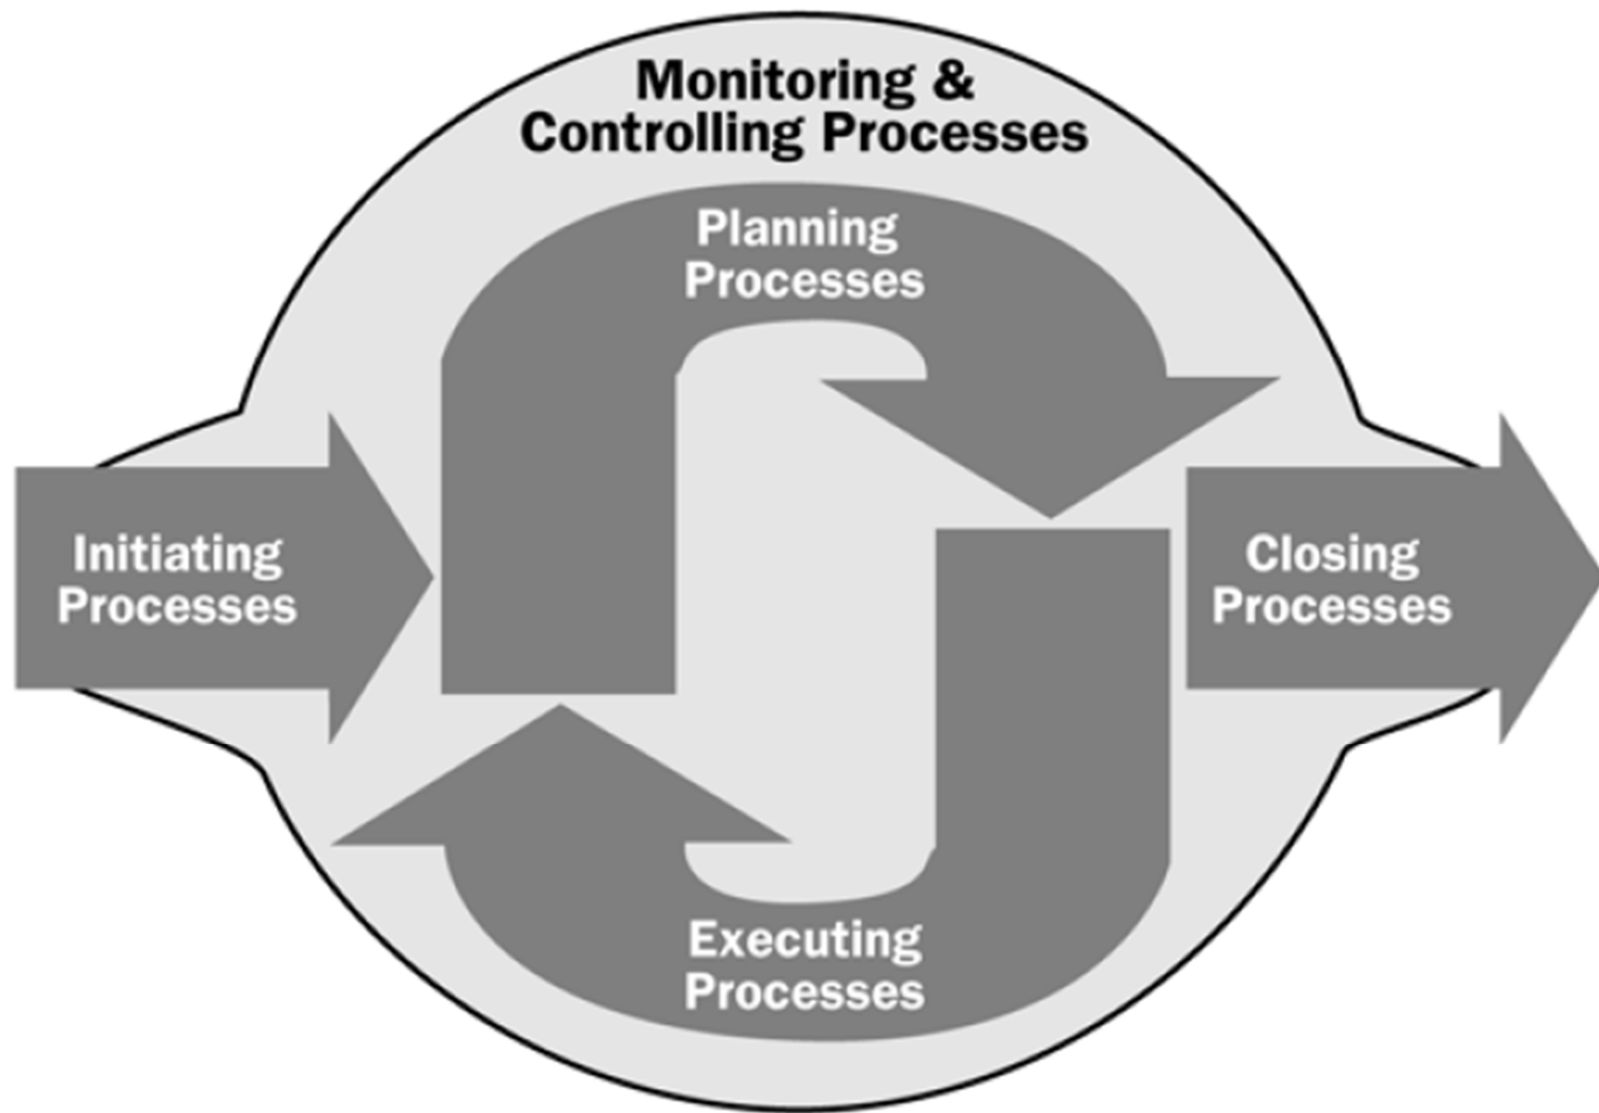 Monitoring &
Controlling Processes
Planning
Processes
Initiating
Processes
Closing
Processes
Executing
Processes